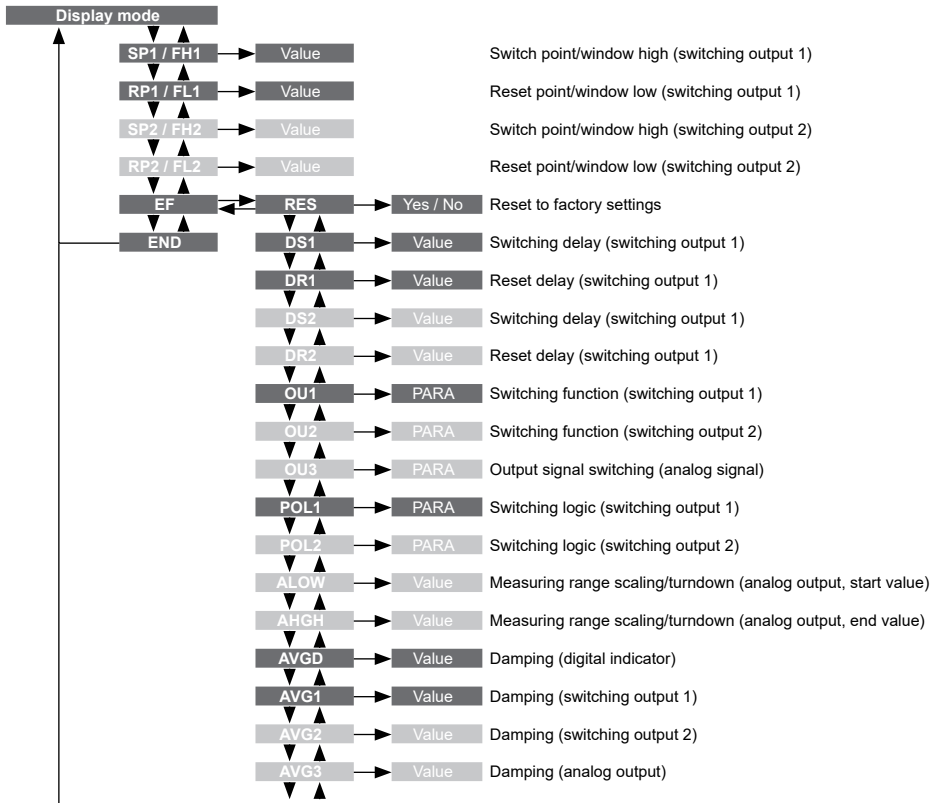 Display mode
SP1 / FH1 Value Switch point/window high (switching output 1)
RP1 / FL1 Value Reset point/window low (switching output 1)
SP2 / FH2 Value Switch point/window high (switching output 2)
RP2 / FL2 Value Reset point/window low (switching output 2)
EF RES Yes / No Reset to factory settings
END DS1 Value Switching delay (switching output 1)
DR1 Value Reset delay (switching output 1)
DS2 Value Switching delay (switching output 1)
DR2 Value Reset delay (switching output 1)
OU1 PARA Switching function (switching output 1)
OU2 PARA Switching function (switching output 2)
OU3 PARA Output signal switching (analog signal)
POL1 PARA Switching logic (switching output 1)
POL2 PARA Switching logic (switching output 2)
ALOW Value Measuring range scaling/turndown (analog output, start value)
AHGH Value Measuring range scaling/turndown (analog output, end value)
AVGD Value Damping (digital indicator)
AVG1 Value Damping (switching output 1)
AVG2 Value Damping (switching output 2)
AVG3 Value Damping (analog output)